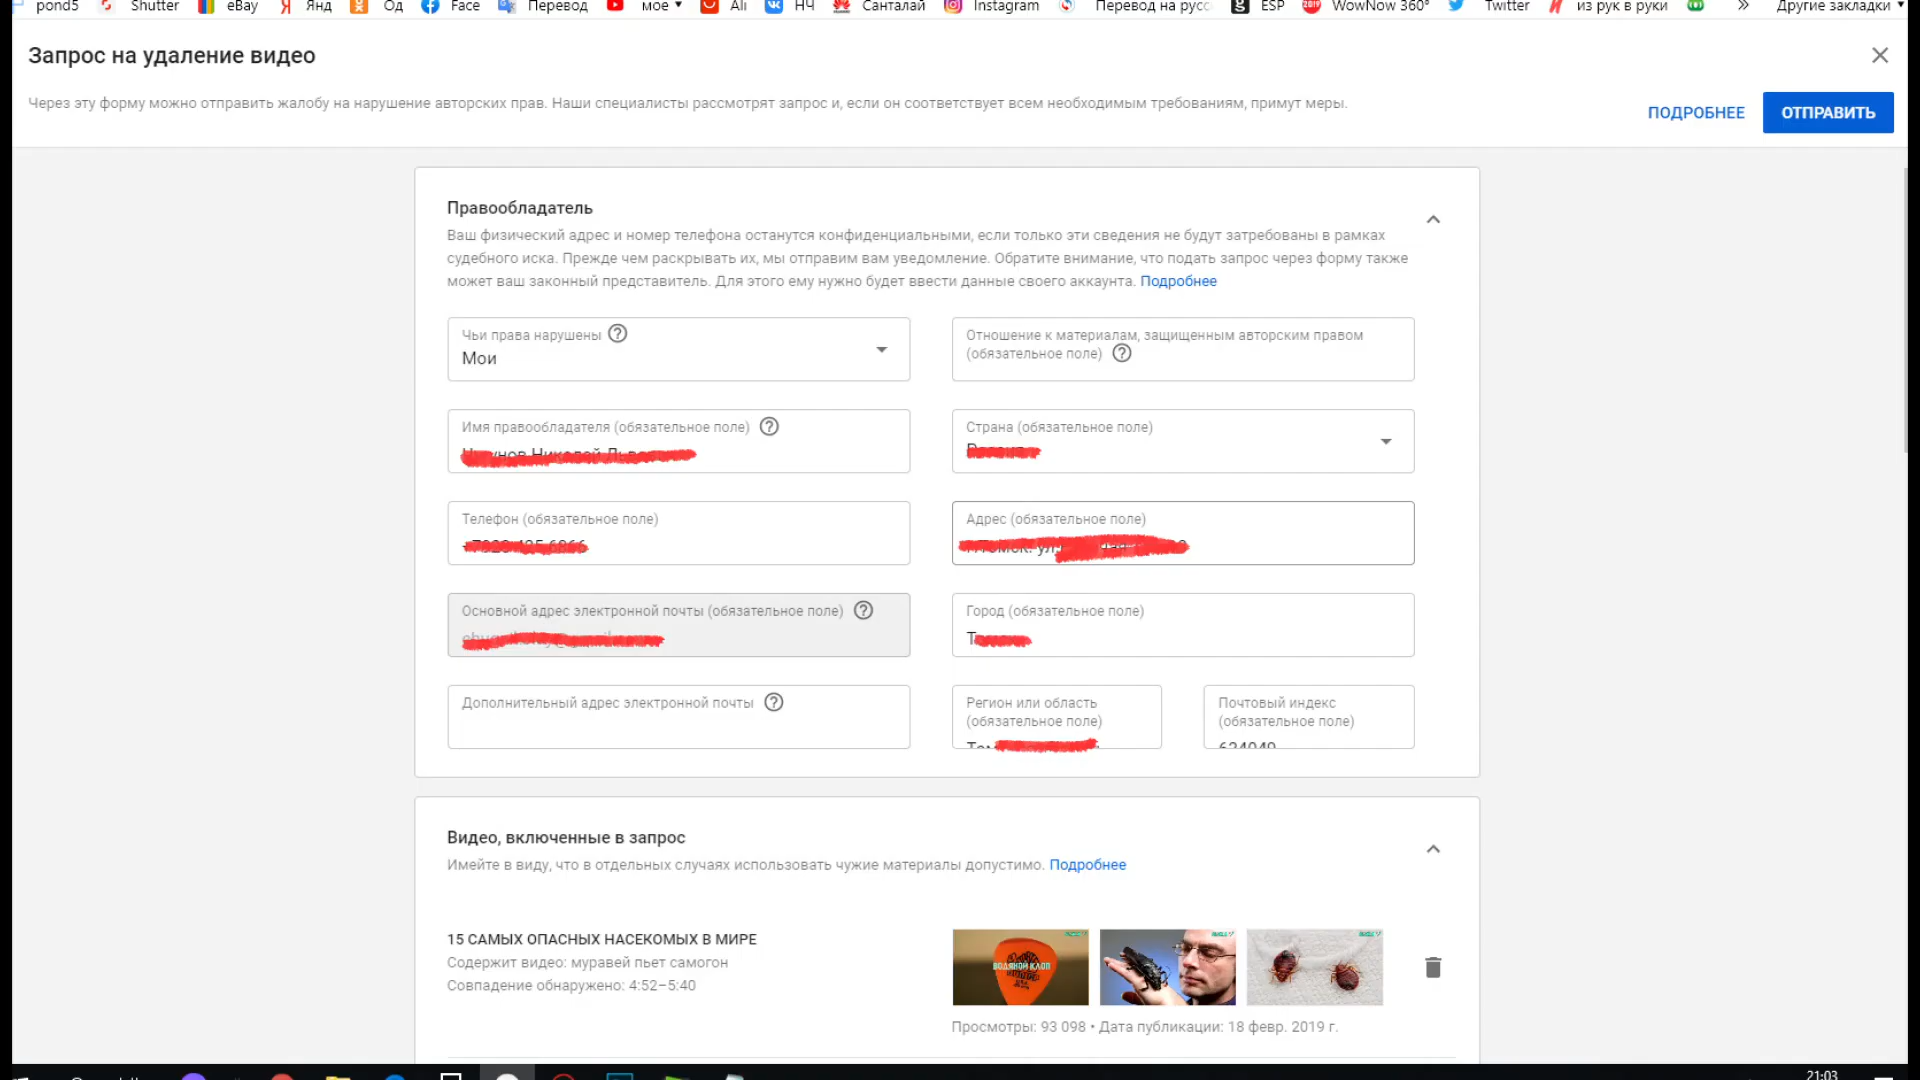 pond5 Shutter eBay Янд Од Face Перевод мое Ali НЧ Санталай Instagram Перевод на русс ESP WowNow 360° Twitter из рук в руки » Другие закладки
Запрос на удаление видео
Через эту форму можно отправить жалобу на нарушение авторских прав. Наши специалисты рассмотрят запрос и, если он соответствует всем необходимым требованиям, примут меры.
ПОДРОБНЕЕ ОТПРАВИТЬ
Правообладатель
Ваш физический адрес и номер телефона останутся конфиденциальными, если только эти сведения не будут затребованы в рамках
судебного иска. Прежде чем раскрывать их, мы отправим вам уведомление. Обратите внимание, что подать запрос через форму также
может ваш законный представитель. Для этого ему нужно будет ввести данные своего аккаунта. Подробнее
Чьи права нарушены ?
Мои
Отношение к материалам, защищенным авторским правом
(обязательное поле) ?
Имя правообладателя (обязательное поле) ?
Страна (обязательное поле)
Телефон (обязательное поле)
Адрес (обязательное поле)
Основной адрес электронной почты (обязательное поле) ?
Город (обязательное поле)
Дополнительный адрес электронной почты ?
Регион или область
(обязательное поле)
Почтовый индекс
(обязательное поле)
Видео, включенные в запрос
Имейте в виду, что в отдельных случаях использовать чужие материалы допустимо. Подробнее
15 САМЫХ ОПАСНЫХ НАСЕКОМЫХ В МИРЕ
Содержит видео: муравей пьет самогон
Совпадение обнаружено: 4:52–5:40
ВОДЯНОЙ КЛОП
Просмотры: 93 098 • Дата публикации: 18 февр. 2019 г.
21:03